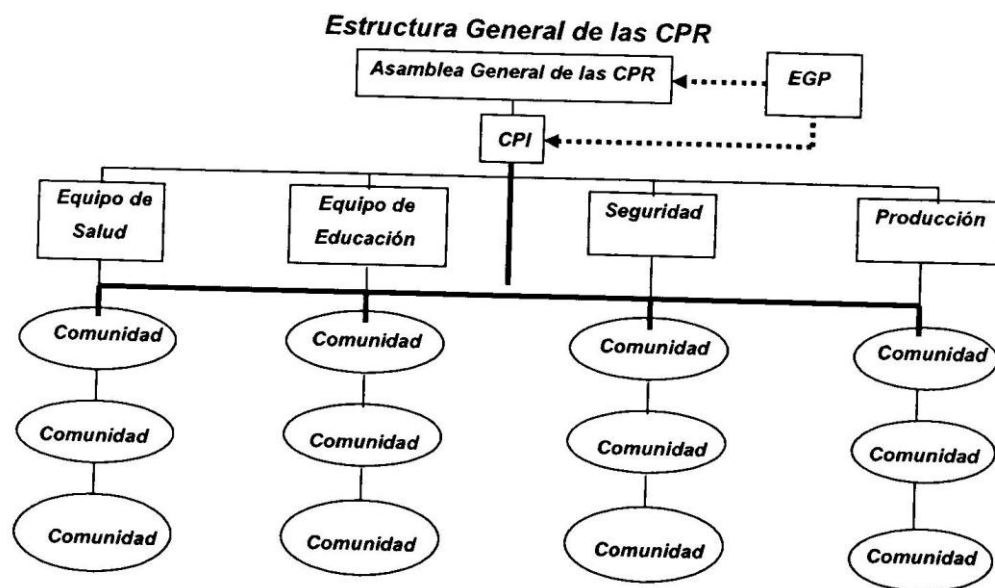 Estructura General de las CPR
Asamblea General de las CPR
EGP
CPI
Equipo de
Salud
Equipo de
Educación
Seguridad
Producción
Comunidad
Comunidad
Comunidad
Comunidad
Comunidad
Comunidad
Comunidad
Comunidad
Comunidad
Comunidad
Comunidad
Comunidad